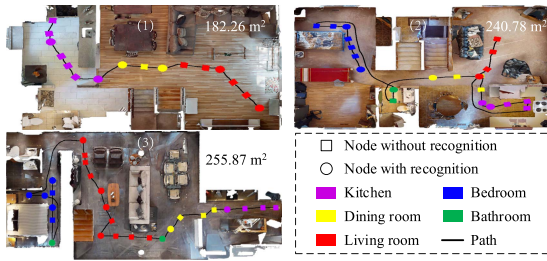 (1)
182.26 m²
(2)
240.78 m²
(3)
255.87 m²
Node without recognition
Node with recognition
Kitchen
Bedroom
Dining room
Bathroom
Living room
Path